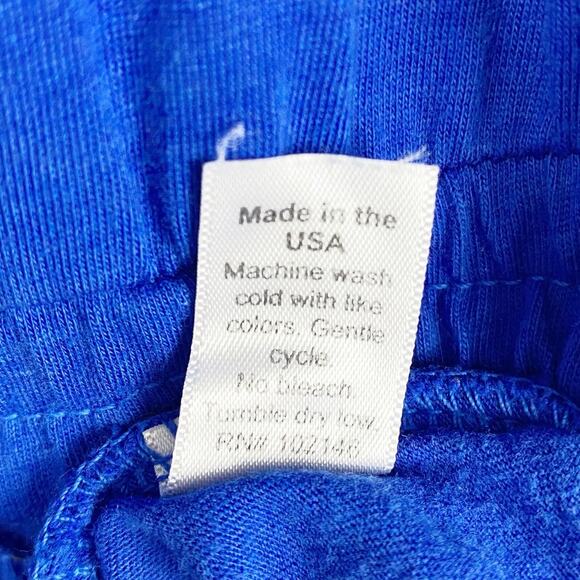 Made in the
USA
Machine wash
cold with like
colors. Gentle
cycle.
No bleach.
Tumble dry low.
RN# 102146